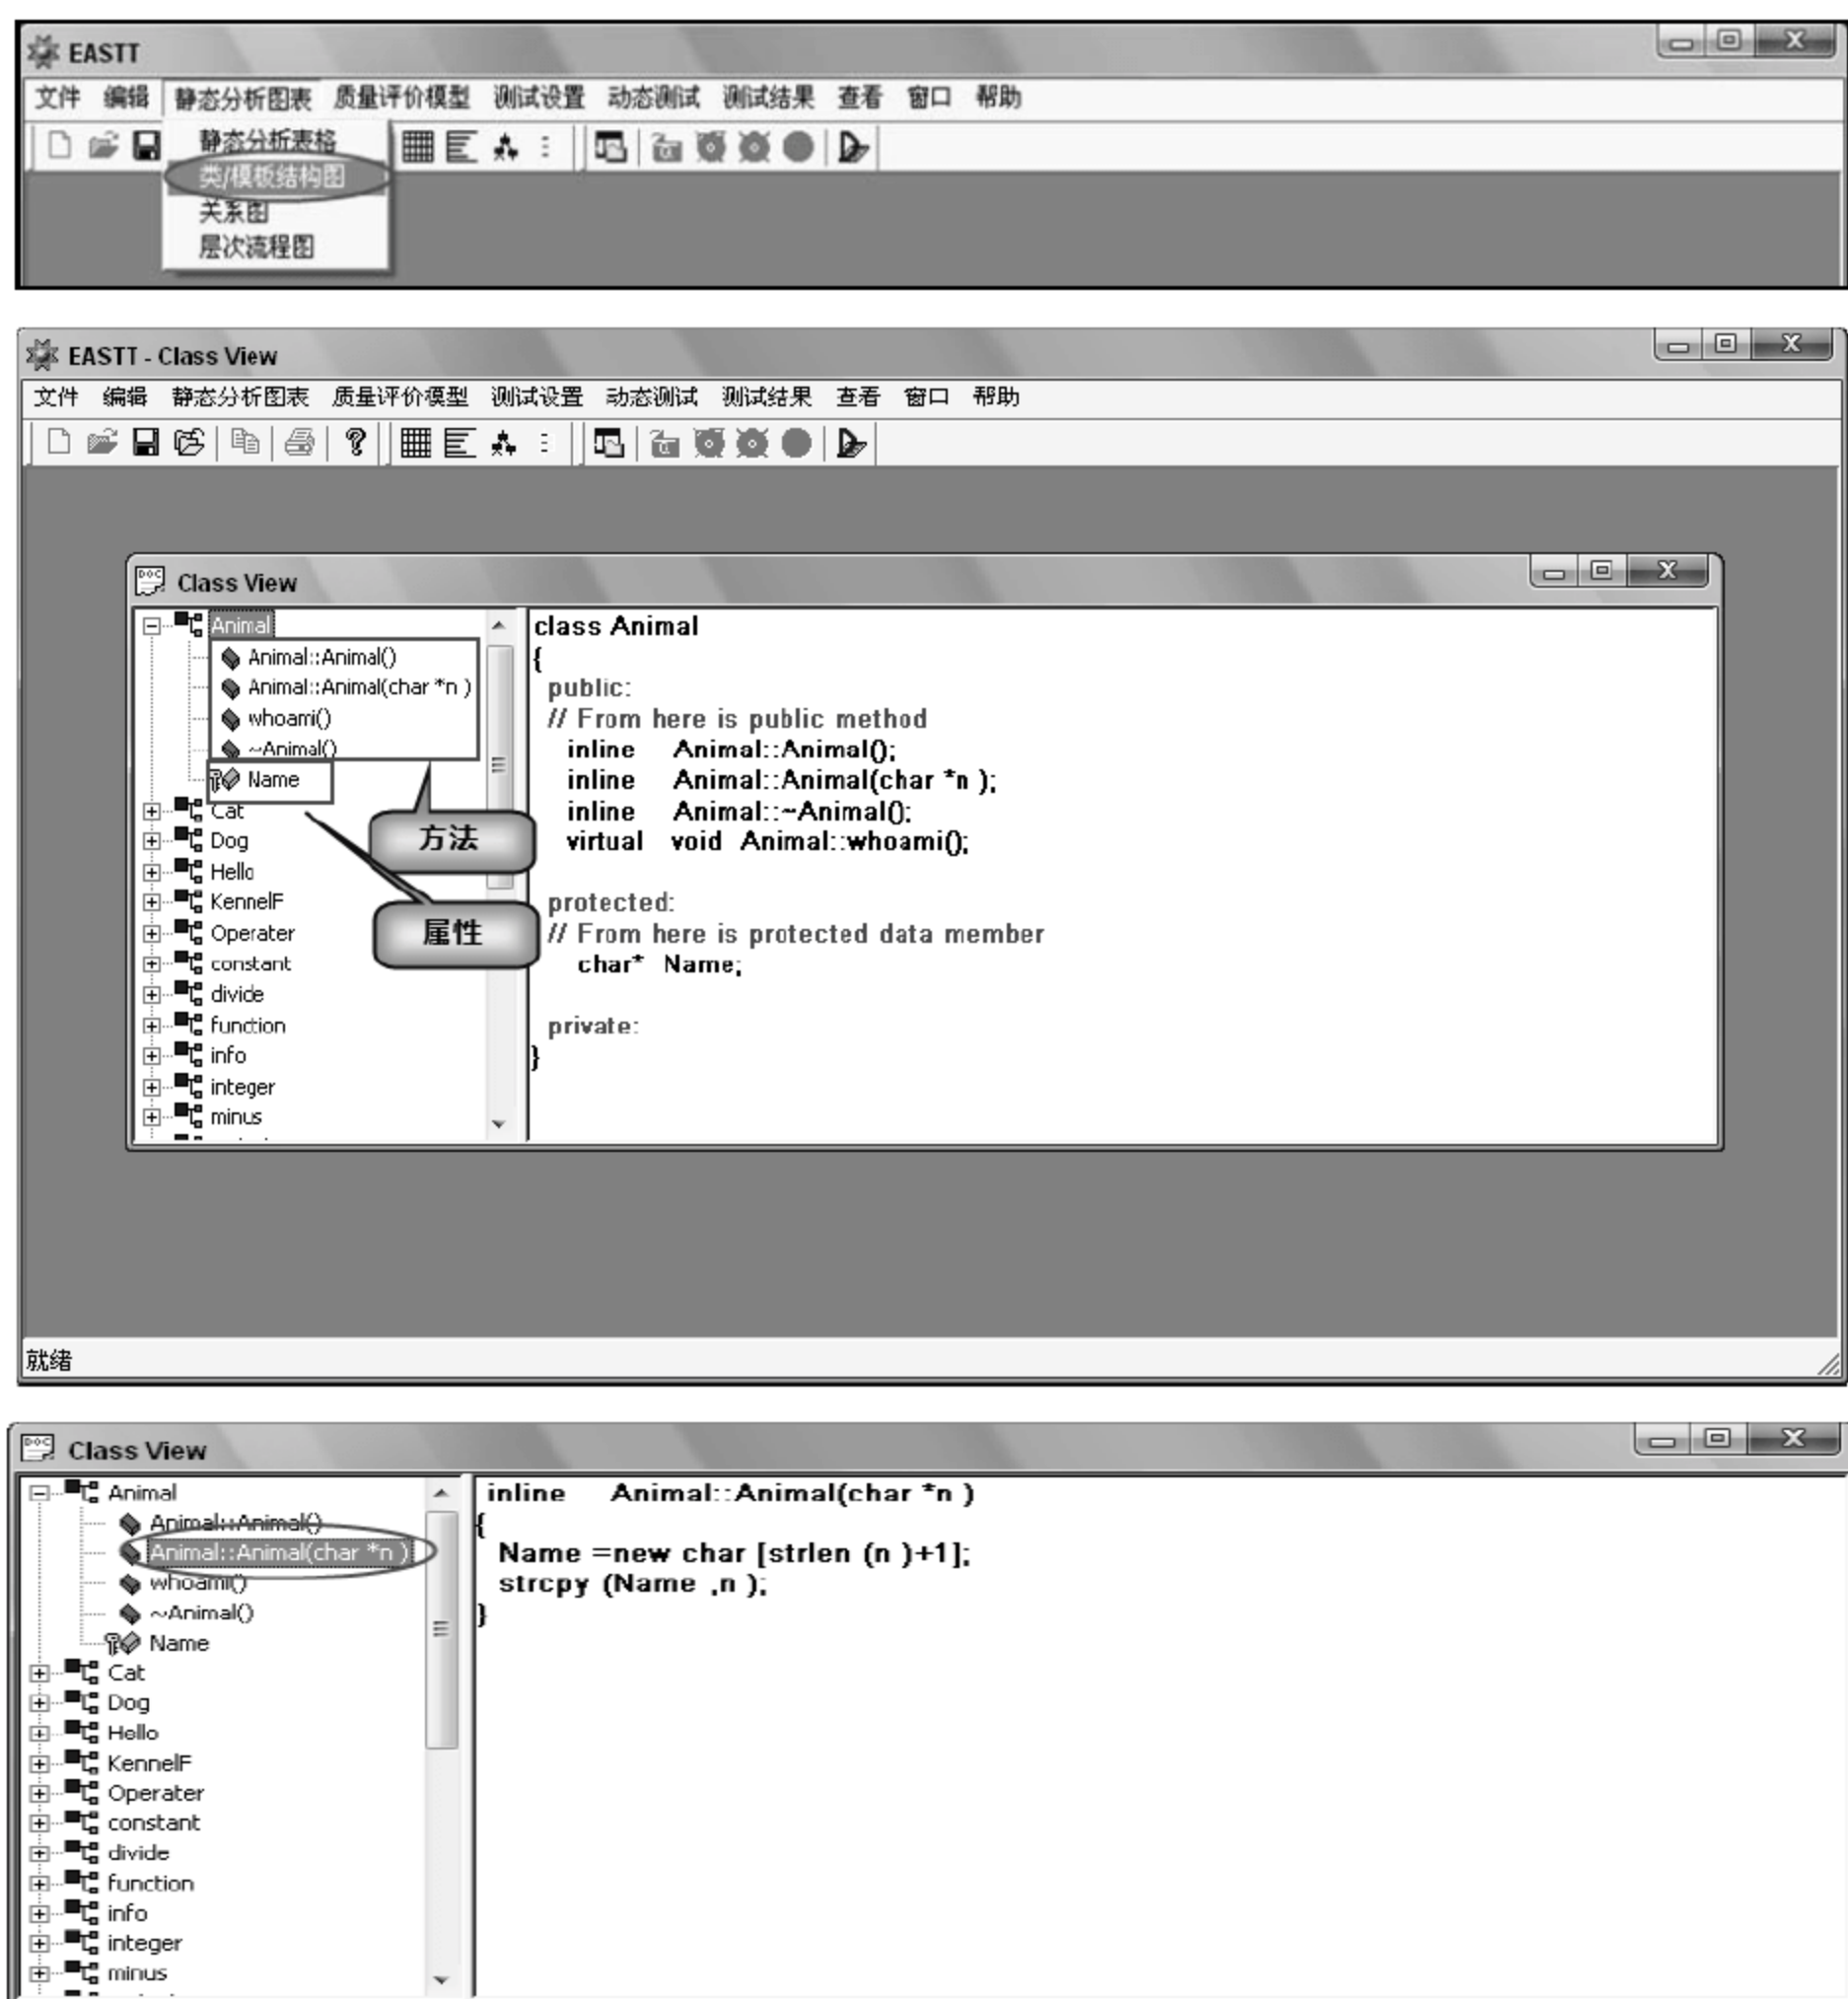 EASTT
文件 编辑 静态分析图表 质量评价模型 测试设置 动态测试 测试结果 查看 窗口 帮助
静态分析表格
类/模板结构图
关系图
层次流程图
EASTT - Class View
文件 编辑 静态分析图表 质量评价模型 测试设置 动态测试 测试结果 查看 窗口 帮助
Class View
Animal
Animal::Animal()
Animal::Animal(char *n )
whoami()
~Animal()
Name
Cat
Dog
Hello
KennelF
Operater
constant
divide
function
info
integer
minus
方法
属性
class Animal
{
public:
// From here is public method
inline Animal::Animal();
inline Animal::Animal(char *n );
inline Animal::~Animal();
virtual void Animal::whoami();
protected:
// From here is protected data member
char* Name;
private:
}
就绪
Class View
Animal
Animal::Animal()
Animal::Animal(char *n )
whoami()
~Animal()
Name
Cat
Dog
Hello
KennelF
Operater
constant
divide
function
info
integer
minus
inline Animal::Animal(char *n )
{
Name =new char [strlen (n )+1];
strcpy (Name ,n );
}